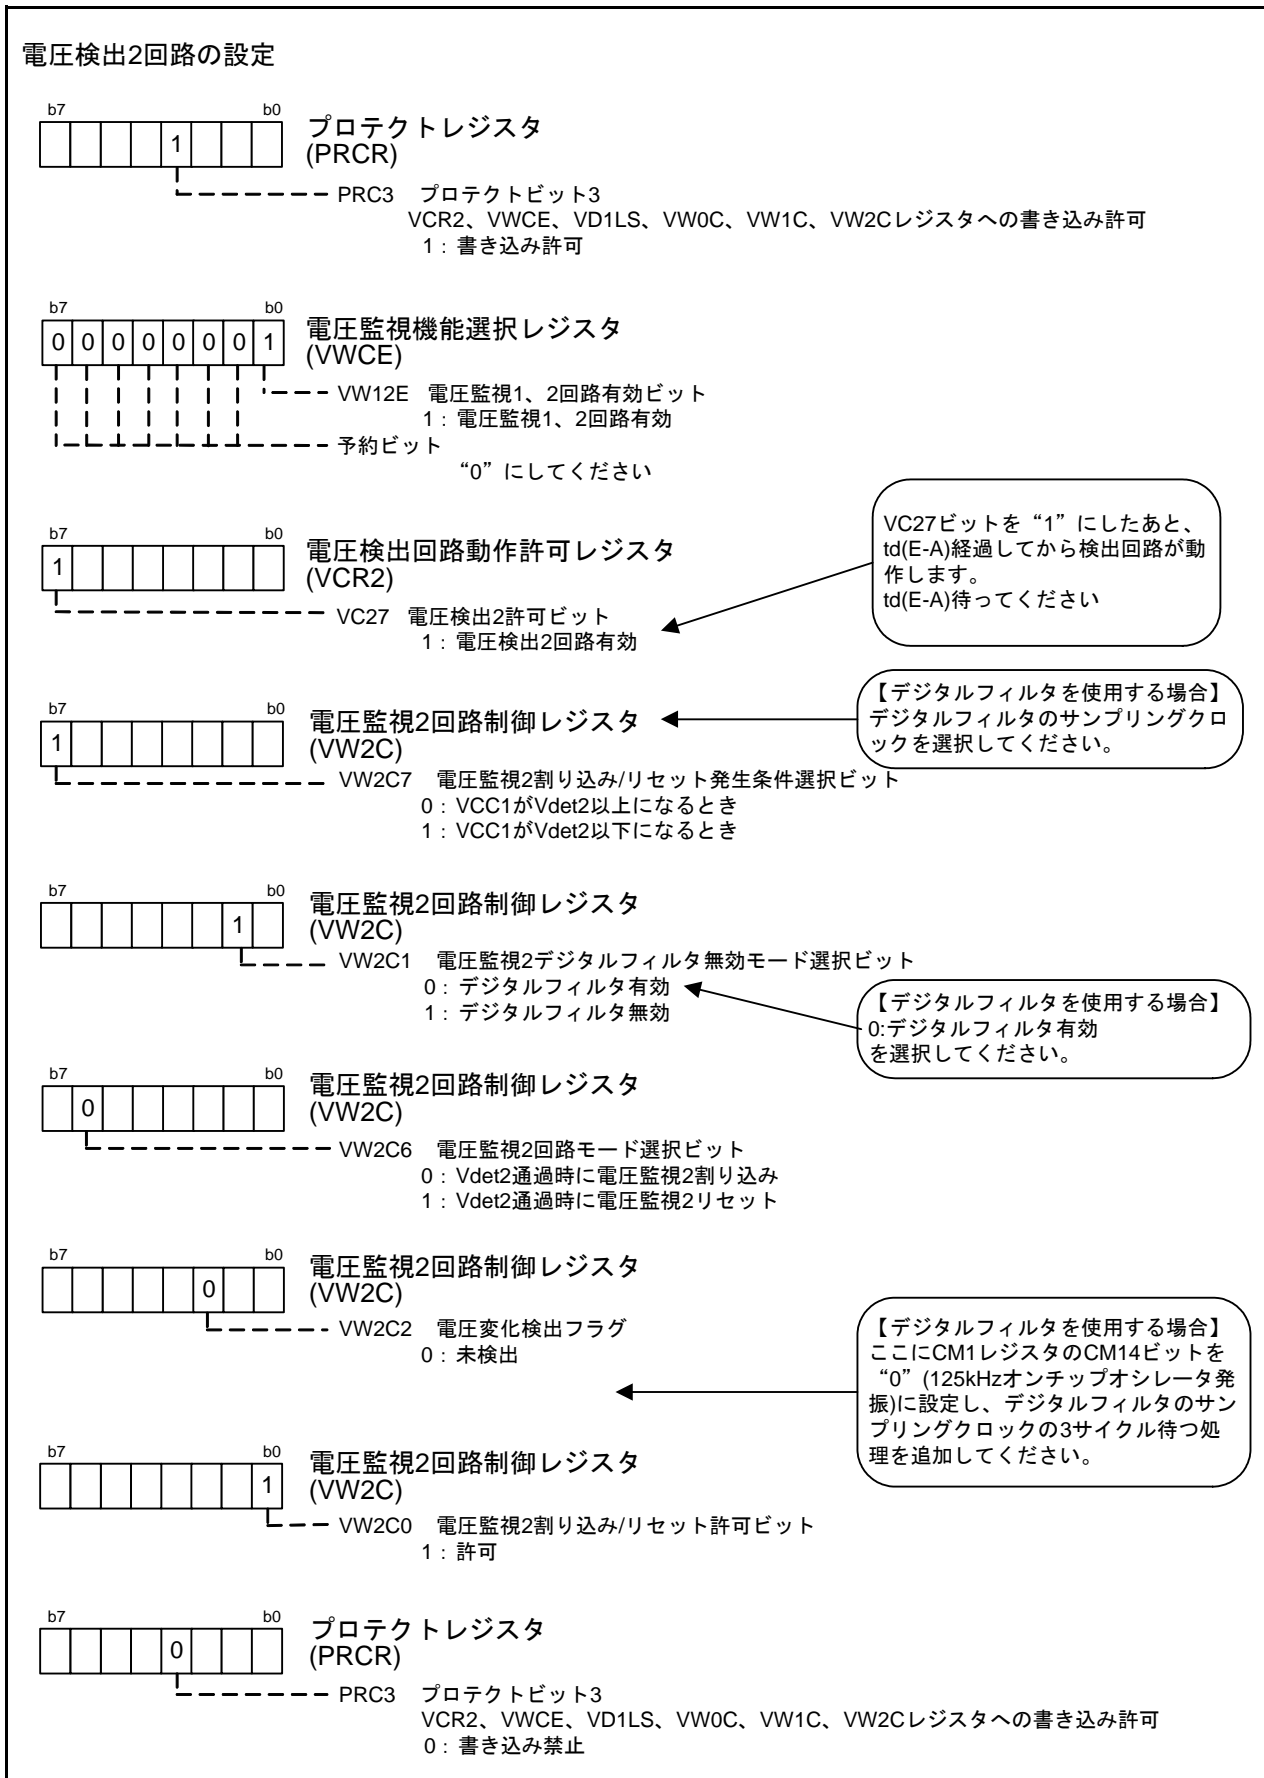 電圧検出2回路の設定
b7 b0
1
プロテクトレジスタ
(PRCR)
PRC3 プロテクトビット3
VCR2、VWCE、VD1LS、VW0C、VW1C、VW2Cレジスタへの書き込み許可
1：書き込み許可
b7 b0
0 0 0 0 0 0 0 1
電圧監視機能選択レジスタ
(VWCE)
VW12E 電圧監視1、2回路有効ビット
1：電圧監視1、2回路有効
予約ビット
“0”にしてください
b7 b0
1
電圧検出回路動作許可レジスタ
(VCR2)
VC27 電圧検出2許可ビット
1：電圧検出2回路有効
VC27ビットを“1”にしたあと、
td(E-A)経過してから検出回路が動
作します。
td(E-A)待ってください
b7 b0
1
電圧監視2回路制御レジスタ
(VW2C)
VW2C7 電圧監視2割り込み/リセット発生条件選択ビット
0：VCC1がVdet2以上になるとき
1：VCC1がVdet2以下になるとき
【デジタルフィルタを使用する場合】
デジタルフィルタのサンプリングクロ
ックを選択してください。
b7 b0
1
電圧監視2回路制御レジスタ
(VW2C)
VW2C1 電圧監視2デジタルフィルタ無効モード選択ビット
0：デジタルフィルタ有効
1：デジタルフィルタ無効
【デジタルフィルタを使用する場合】
0:デジタルフィルタ有効
を選択してください。
b7 b0
0
電圧監視2回路制御レジスタ
(VW2C)
VW2C6 電圧監視2回路モード選択ビット
0：Vdet2通過時に電圧監視2割り込み
1：Vdet2通過時に電圧監視2リセット
b7 b0
0
電圧監視2回路制御レジスタ
(VW2C)
VW2C2 電圧変化検出フラグ
0：未検出
【デジタルフィルタを使用する場合】
ここにCM1レジスタのCM14ビットを
“0”(125kHzオンチップオシレータ発
振)に設定し、デジタルフィルタのサン
プリングクロックの3サイクル待つ処
理を追加してください。
b7 b0
1
電圧監視2回路制御レジスタ
(VW2C)
VW2C0 電圧監視2割り込み/リセット許可ビット
1：許可
b7 b0
0
プロテクトレジスタ
(PRCR)
PRC3 プロテクトビット3
VCR2、VWCE、VD1LS、VW0C、VW1C、VW2Cレジスタへの書き込み許可
0：書き込み禁止